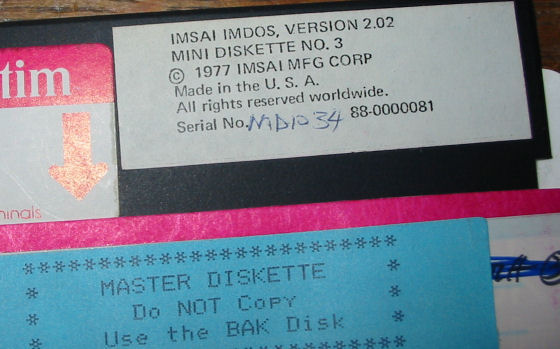 IMSAI IMDOS, VERSION 2.02
MINI DISKETTE NO. 3
© 1977 IMSAI MFG CORP
Made in the U. S. A.
All rights reserved worldwide.
Serial No. MD1034 88-0000081
tim
minals
*****************************
* MASTER DISKETTE *
* Do NOT Copy *
* Use the BAK Disk *